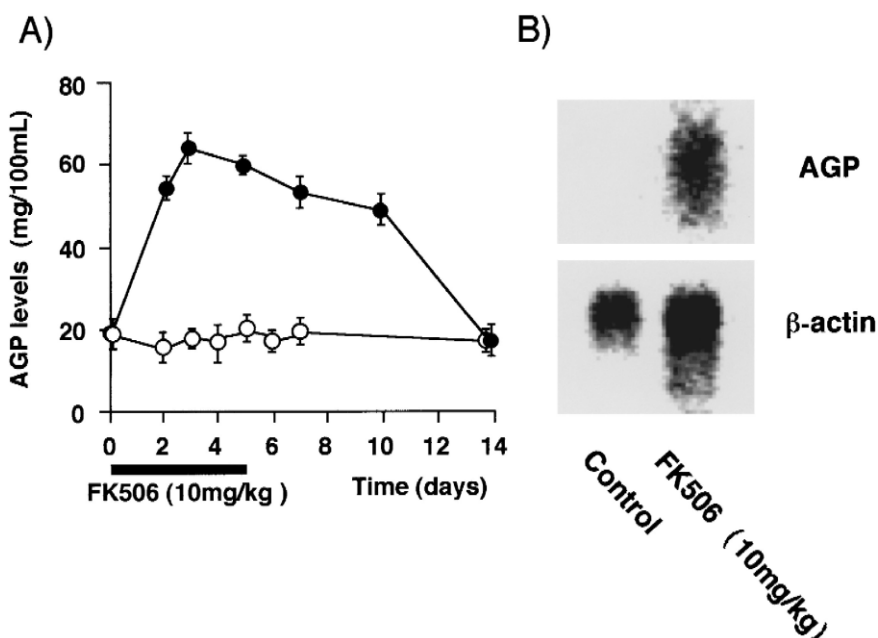 A)
B)
80
60
40
20
0
AGP levels (mg/100mL)
0 2 4 6 8 10 12 14
FK506 (10mg/kg )
Time (days)
AGP
β-actin
Control
FK506 (10mg/kg)